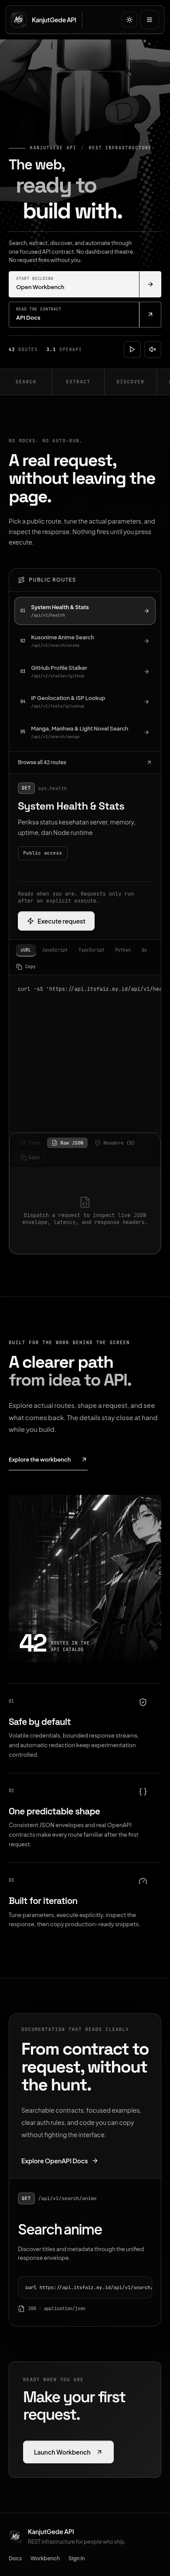 KanjutGede API
KANJUTGEDE API / REST INFRASTRUCTURE
The web,
ready to
build with.
Search, extract, discover, and automate through
one focused API contract. No dashboard theatre.
No request fires without you.
START BUILDING
Open Workbench
READ THE CONTRACT
API Docs
42 ROUTES 3.1 OPENAPI
SEARCH EXTRACT DISCOVER
NO MOCKS. NO AUTO-RUN.
A real request,
without leaving the
page.
Pick a public route, tune the actual parameters, and
inspect the response. Nothing fires until you press
execute.
PUBLIC ROUTES
01 System Health & Stats
/api/v1/health
02 Kusonime Anime Search
/api/v1/search/anime
03 GitHub Profile Stalker
/api/v1/stalker/github
04 IP Geolocation & ISP Lookup
/api/v1/tools/iplookup
05 Manga, Manhwa & Light Novel Search
/api/v1/search/manga
Browse all 42 routes
GET sys.health
System Health & Stats
Periksa status kesehatan server, memory,
uptime, dan Node runtime.
Public access
Ready when you are. Requests only run
after an explicit execute.
Execute request
cURL JavaScript TypeScript Python Go
Copy
curl -sS 'https://api.itsfaiz.my.id/api/v1/hea
Tree Raw JSON Headers (0)
Copy
Dispatch a request to inspect live JSON
envelope, latency, and response headers.
BUILT FOR THE WORK BEHIND THE SCREEN
A clearer path
from idea to API.
Explore actual routes, shape a request, and see
what comes back. The details stay close at hand
while you build.
Explore the workbench
42 ROUTES IN THE
API CATALOG
01
Safe by default
Volatile credentials, bounded response streams,
and automatic redaction keep experimentation
controlled.
02
One predictable shape
Consistent JSON envelopes and real OpenAPI
contracts make every route familiar after the first
request.
03
Built for iteration
Tune parameters, execute explicitly, inspect the
response, then copy production-ready snippets.
DOCUMENTATION THAT READS CLEARLY
From contract to
request, without
the hunt.
Searchable contracts, focused examples,
clear auth rules, and code you can copy
without fighting the interface.
Explore OpenAPI Docs
GET /api/v1/search/anime
Search anime
Discover titles and metadata through the unified
response envelope.
curl https://api.itsfaiz.my.id/api/v1/search/
200 · application/json
READY WHEN YOU ARE
Make your first
request.
Launch Workbench
KanjutGede API
REST infrastructure for people who ship.
Docs Workbench Sign in